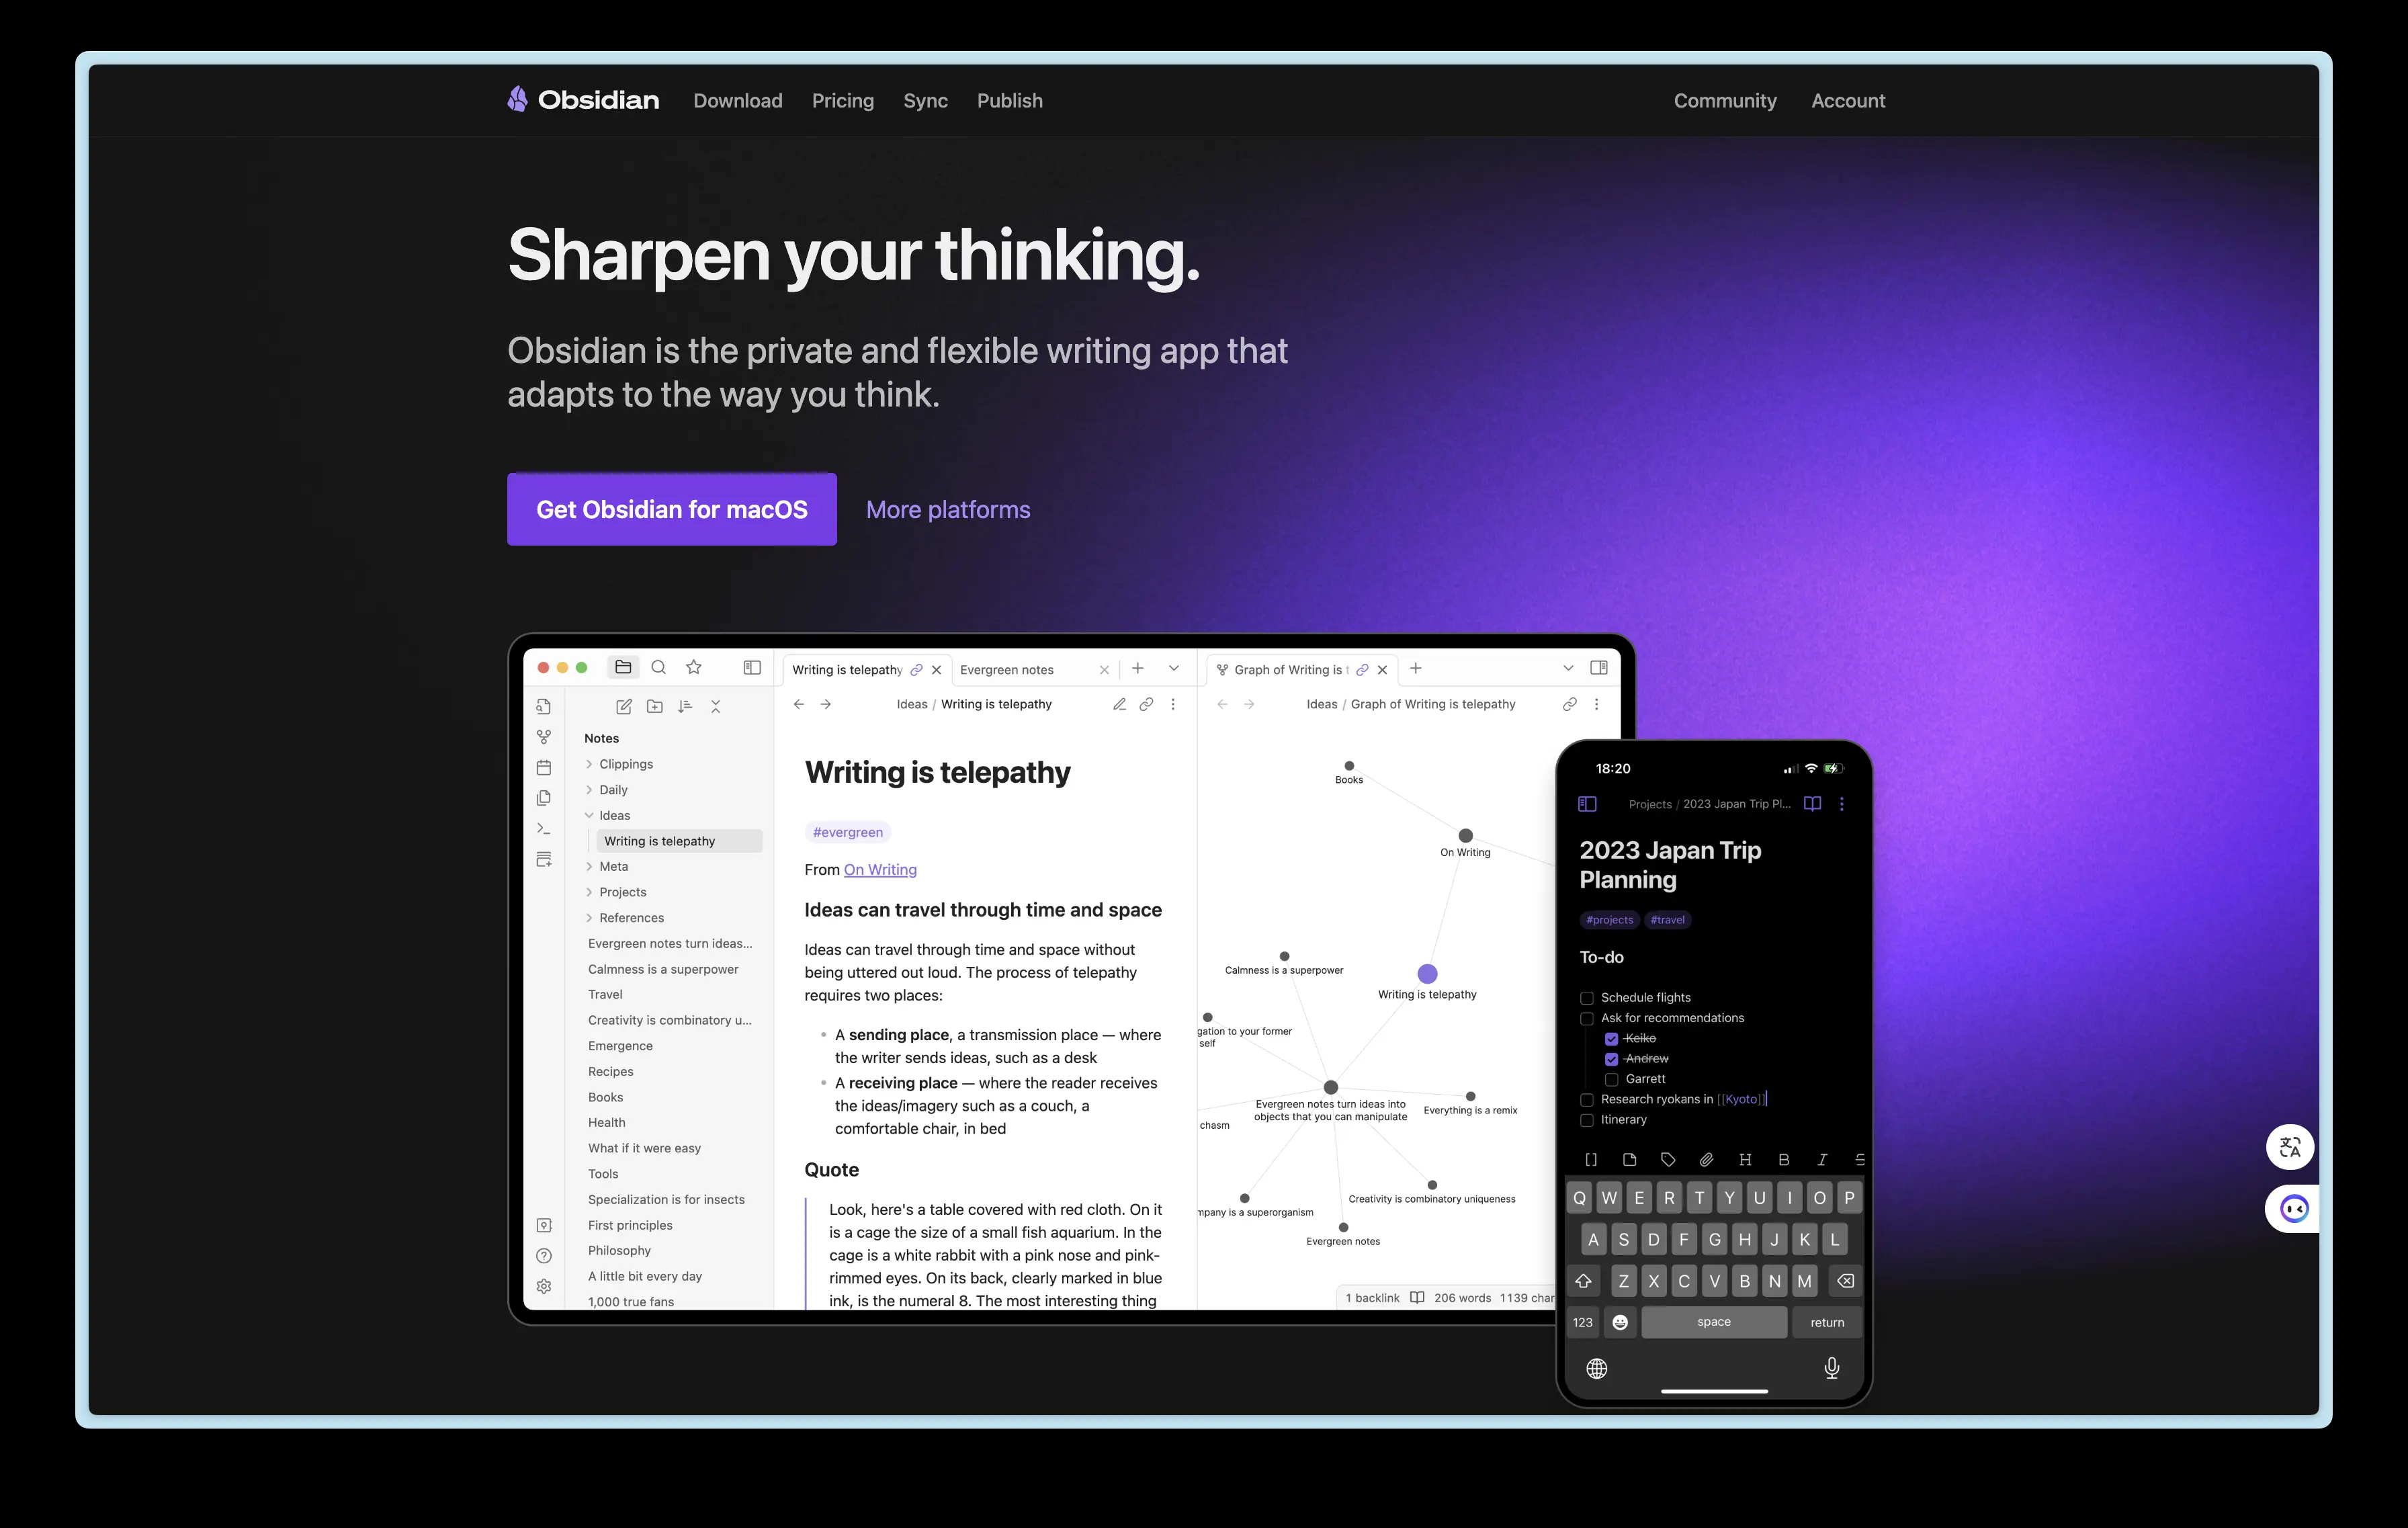 Obsidian
Download
Pricing
Sync
Publish
Community
Account
Sharpen your thinking.
Obsidian is the private and flexible writing app that
adapts to the way you think.
Get Obsidian for macOS
More platforms
Notes
Clippings
Daily
Ideas
Writing is telepathy
Meta
Projects
References
Evergreen notes turn ideas...
Calmness is a superpower
Travel
Creativity is combinatory u...
Emergence
Recipes
Books
Health
What if it were easy
Tools
Specialization is for insects
First principles
Philosophy
A little bit every day
1,000 true fans
Writing is telepathy
Evergreen notes
Ideas / Writing is telepathy
Writing is telepathy
#evergreen
From On Writing
Ideas can travel through time and space
Ideas can travel through time and space without
being uttered out loud. The process of telepathy
requires two places:
A sending place, a transmission place — where
the writer sends ideas, such as a desk
A receiving place — where the reader receives
the ideas/imagery such as a couch, a
comfortable chair, in bed
Quote
Look, here's a table covered with red cloth. On it
is a cage the size of a small fish aquarium. In the
cage is a white rabbit with a pink nose and pink-
rimmed eyes. On its back, clearly marked in blue
ink, is the numeral 8. The most interesting thing
Graph of Writing is t
Ideas / Graph of Writing is telepathy
Books
On Writing
Calmness is a superpower
Writing is telepathy
gation to your former
self
Evergreen notes turn ideas into
objects that you can manipulate
Everything is a remix
chasm
Creativity is combinatory uniqueness
mpany is a superorganism
Evergreen notes
1 backlink
206 words
1139 char
18:20
Projects / 2023 Japan Trip Pl...
2023 Japan Trip
Planning
#projects #travel
To-do
Schedule flights
Ask for recommendations
Keiko
Andrew
Garrett
Research ryokans in [[Kyoto]]
Itinerary
Q W E R T Y U I O P
A S D F G H J K L
Z X C V B N M
123
space
return